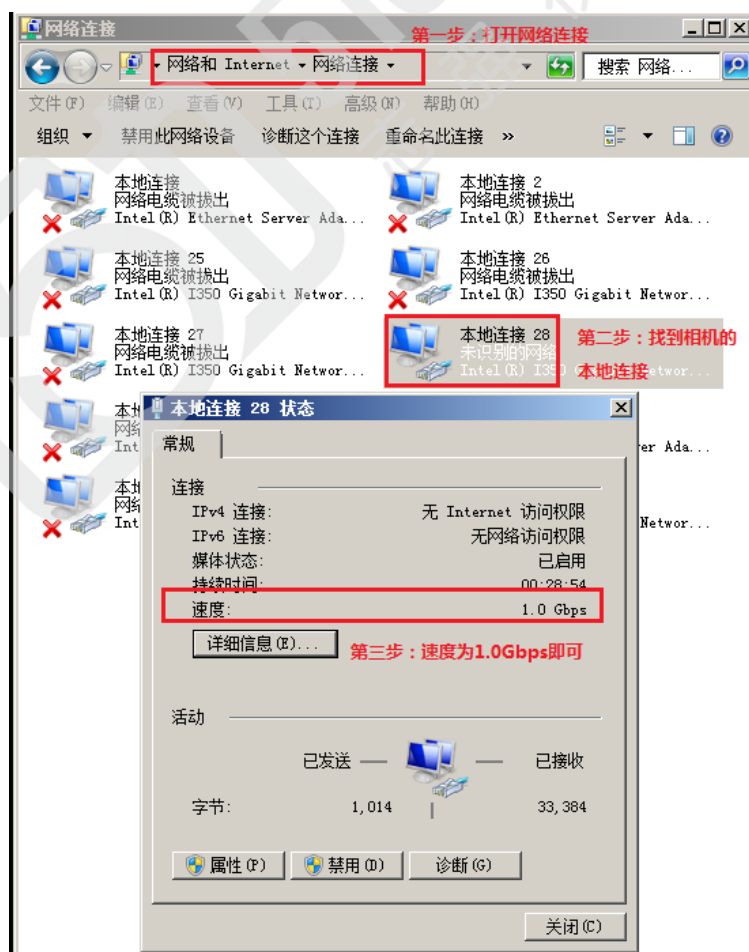 网络连接
第一步：打开网络连接
网络和 Internet
网络连接
搜索 网络...
文件(F) 编辑(E) 查看(V) 工具(T) 高级(N) 帮助(H)
组织 禁用此网络设备 诊断这个连接 重命名此连接 »
本地连接
网络电缆被拔出
Intel(R) Ethernet Server Ada...
本地连接 2
网络电缆被拔出
Intel(R) Ethernet Server Ada...
本地连接 25
网络电缆被拔出
Intel(R) I350 Gigabit Networ...
本地连接 26
网络电缆被拔出
Intel(R) I350 Gigabit Networ...
本地连接 27
网络电缆被拔出
Intel(R) I350 Gigabit Networ...
本地连接 28
未识别的网络
Intel(R) I350 G
etwor...
第二步：找到相机的
本地连接
本地连接 28 状态
常规
er Ada...
Networ...
连接
IPv4 连接: 无 Internet 访问权限
IPv6 连接: 无网络访问权限
媒体状态: 已启用
持续时间: 00:28:54
速度: 1.0 Gbps
详细信息(E)...
第三步：速度为1.0Gbps即可
活动
已发送 — — 已接收
字节: 1,014 | 33,384
属性(P) 禁用(D) 诊断(G)
关闭(C)